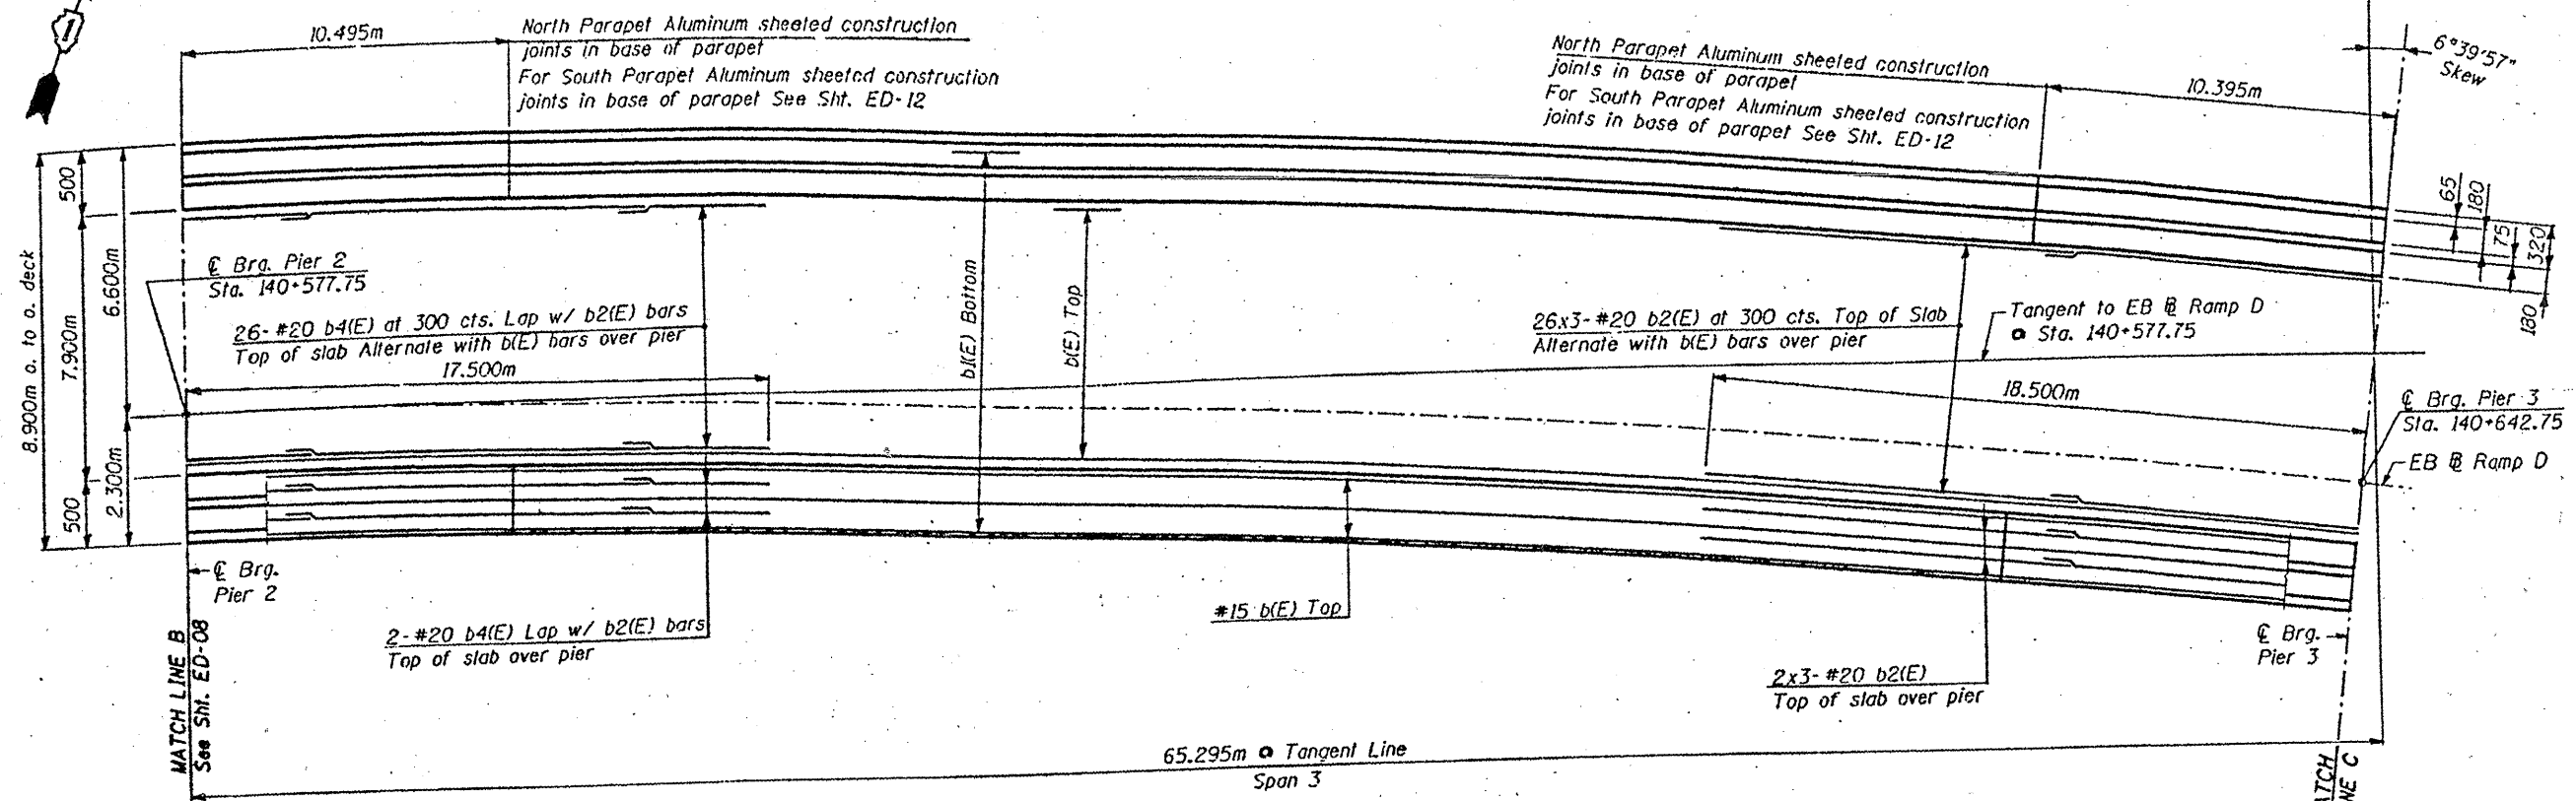 1
10.495m
North Parapet Aluminum sheeted construction
joints in base of parapet
For South Parapet Aluminum sheeted construction
joints in base of parapet See Sht. ED-12
North Parapet Aluminum sheeted construction
joints in base of parapet
For South Parapet Aluminum sheeted construction
joints in base of parapet See Sht. ED-12
10.395m
6°39'57"
Skew
65
180
75
320
180
8.900m o. to o. deck
500
7.900m
500
6.600m
2.300m
℄ Brg. Pier 2
Sta. 140+577.75
26-#20 b4(E) at 300 cts. Lap w/ b2(E) bars
Top of slab Alternate with b(E) bars over pier
17.500m
b1(E) Bottom
b(E) Top
26x3-#20 b2(E) at 300 cts. Top of Slab
Alternate with b(E) bars over pier
Tangent to EB ℄ Ramp D
@ Sta. 140+577.75
18.500m
℄ Brg. Pier 3
Sta. 140+642.75
EB ℄ Ramp D
℄ Brg.
Pier 2
2-#20 b4(E) Lap w/ b2(E) bars
Top of slab over pier
#15 b(E) Top
2x3-#20 b2(E)
Top of slab over pier
℄ Brg.
Pier 3
MATCH LINE B
See Sht. ED-08
65.295m @ Tangent Line
Span 3